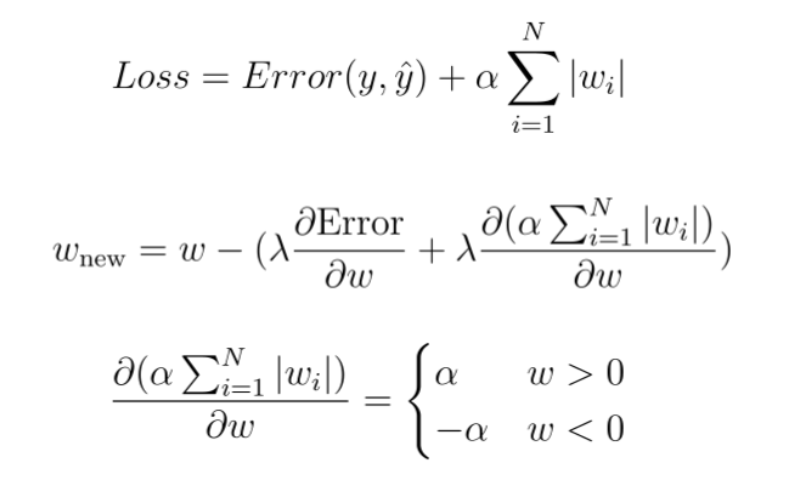 Loss = Error(y, ŷ) + α ∑_{i=1}^{N} |w_i|
w_new = w − (λ ∂Error/∂w + λ ∂(α ∑_{i=1}^{N} |w_i|)/∂w)
∂(α ∑_{i=1}^{N} |w_i|)/∂w = { α w > 0
−α w < 0